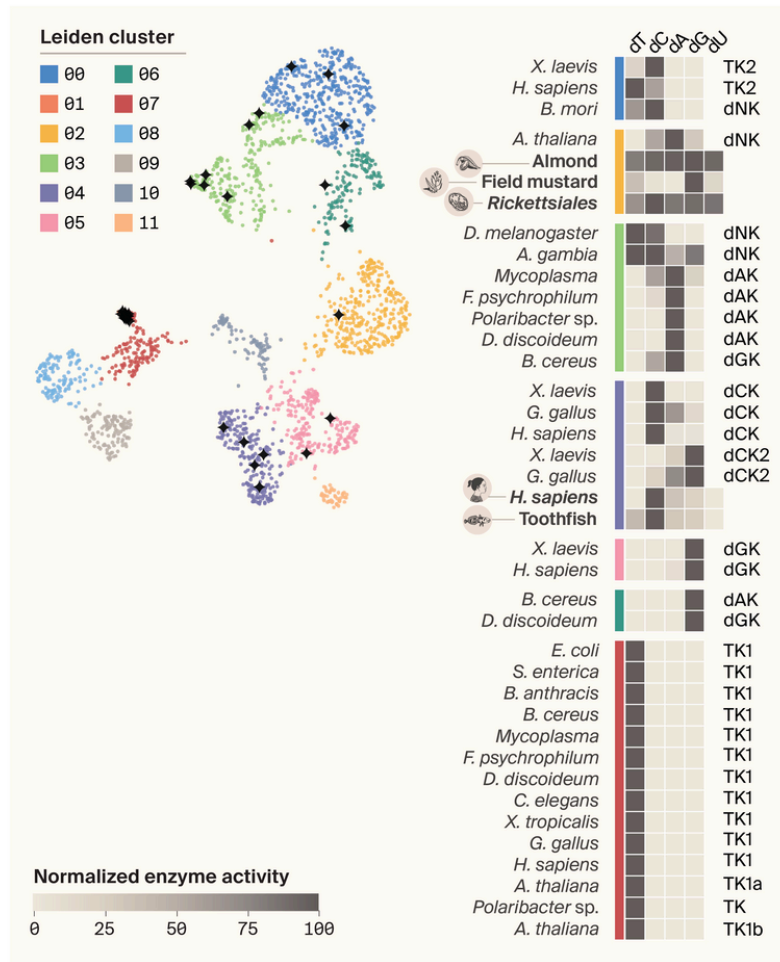 Leiden cluster
00 06
01 07
02 08
03 09
04 10
05 11
dT dC dA dG dU
X. laevis TK2
H. sapiens TK2
B. mori dNK
A. thaliana dNK
Almond
Field mustard
Rickettsiales
D. melanogaster dNK
A. gambia dNK
Mycoplasma dAK
F. psychrophilum dAK
Polaribacter sp. dAK
D. discoideum dAK
B. cereus dGK
X. laevis dCK
G. gallus dCK
H. sapiens dCK
X. laevis dCK2
G. gallus dCK2
H. sapiens
Toothfish
X. laevis dGK
H. sapiens dGK
B. cereus dAK
D. discoideum dGK
E. coli TK1
S. enterica TK1
B. anthracis TK1
B. cereus TK1
Mycoplasma TK1
F. psychrophilum TK1
D. discoideum TK1
C. elegans TK1
X. tropicalis TK1
G. gallus TK1
H. sapiens TK1
A. thaliana TK1a
Polaribacter sp. TK
A. thaliana TK1b
Normalized enzyme activity
0 25 50 75 100